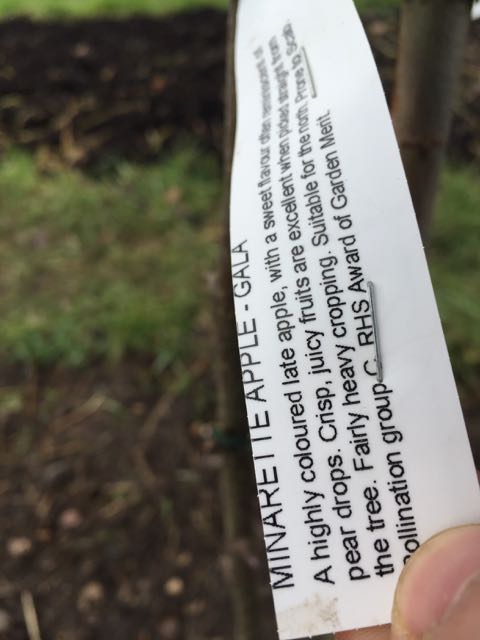 MINARETTE APPLE - GALA
A highly coloured late apple, with a sweet flavour often reminiscent of
pear drops. Crisp, juicy fruits are excellent when picked straight from
the tree. Fairly heavy cropping. Suitable for the north. Prone to Scab.
pollination group C. RHS Award of Garden Merit.